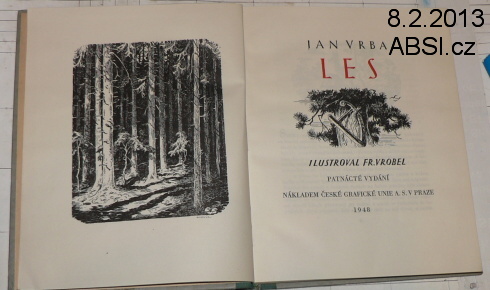 8.2.2013
ABSI.cz
JAN VRBA
LES
ILUSTROVAL FR. VROBEL
PATNÁCTÉ VYDÁNÍ
NÁKLADEM ČESKÉ GRAFICKÉ UNIE A. S. V PRAZE
1948